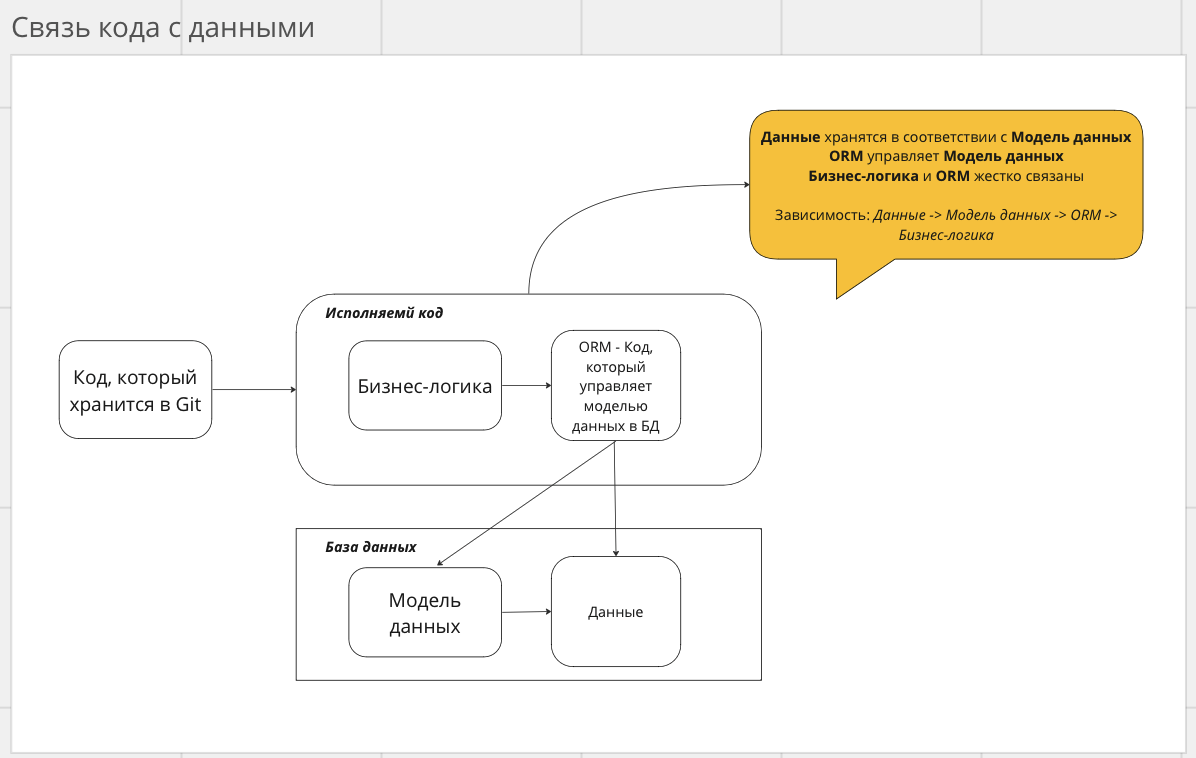 Связь кода с данными
Данные хранятся в соответствии с Модель данных
ORM управляет Модель данных
Бизнес-логика и ORM жестко связаны
Зависимость: Данные -> Модель данных -> ORM ->
Бизнес-логика
Исполняемй код
Код, который
хранится в Git
Бизнес-логика
ORM - Код,
который
управляет
моделью
данных в БД
База данных
Модель
данных
Данные